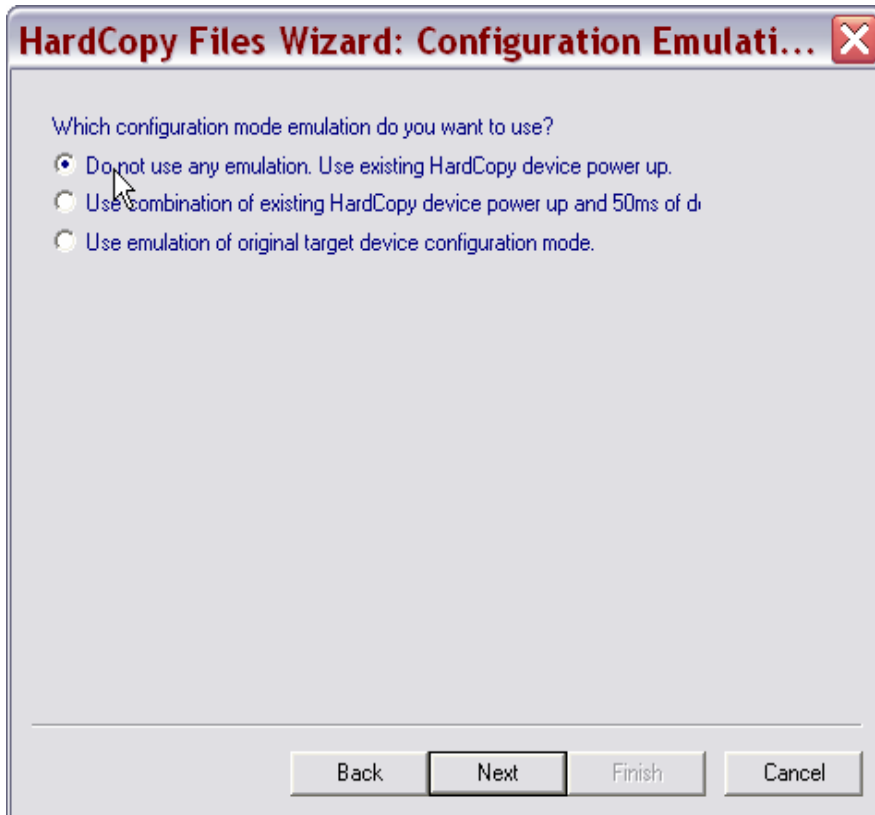 HardCopy Files Wizard: Configuration Emulati...
Which configuration mode emulation do you want to use?
Do not use any emulation. Use existing HardCopy device power up.
Use combination of existing HardCopy device power up and 50ms of d
Use emulation of original target device configuration mode.
Back Next Finish Cancel